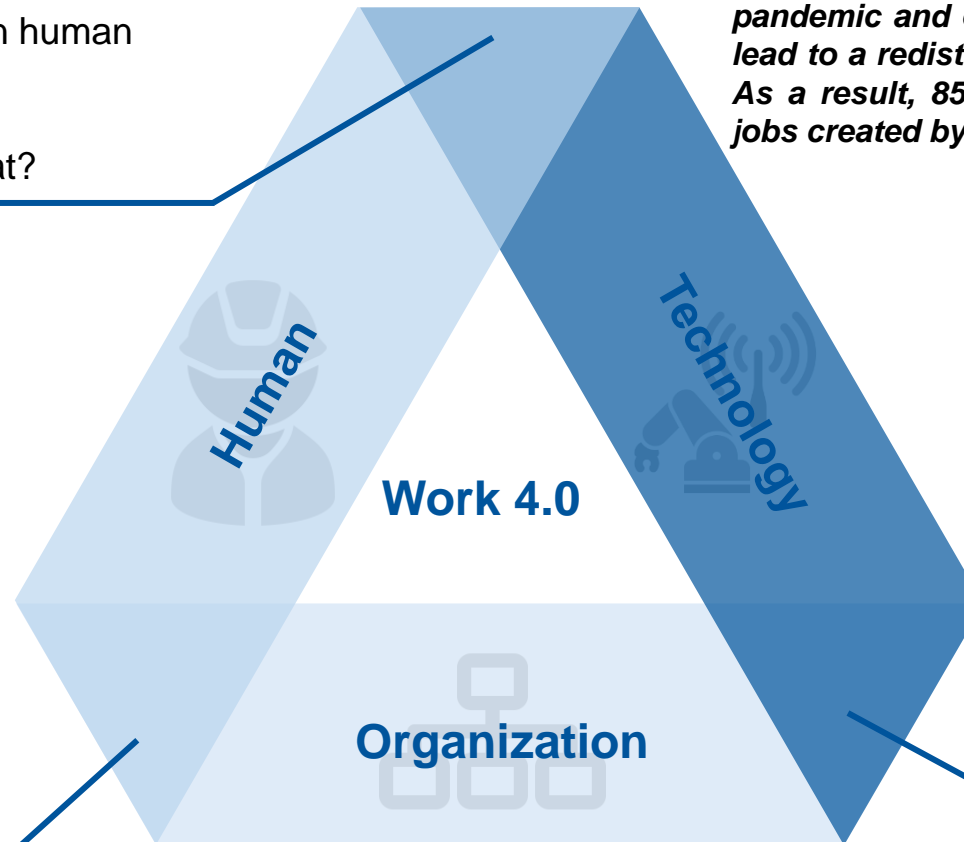 n human
at?
pandemic and
lead to a redist
As a result, 85
jobs created by
Human
Technology
Work 4.0
Organization